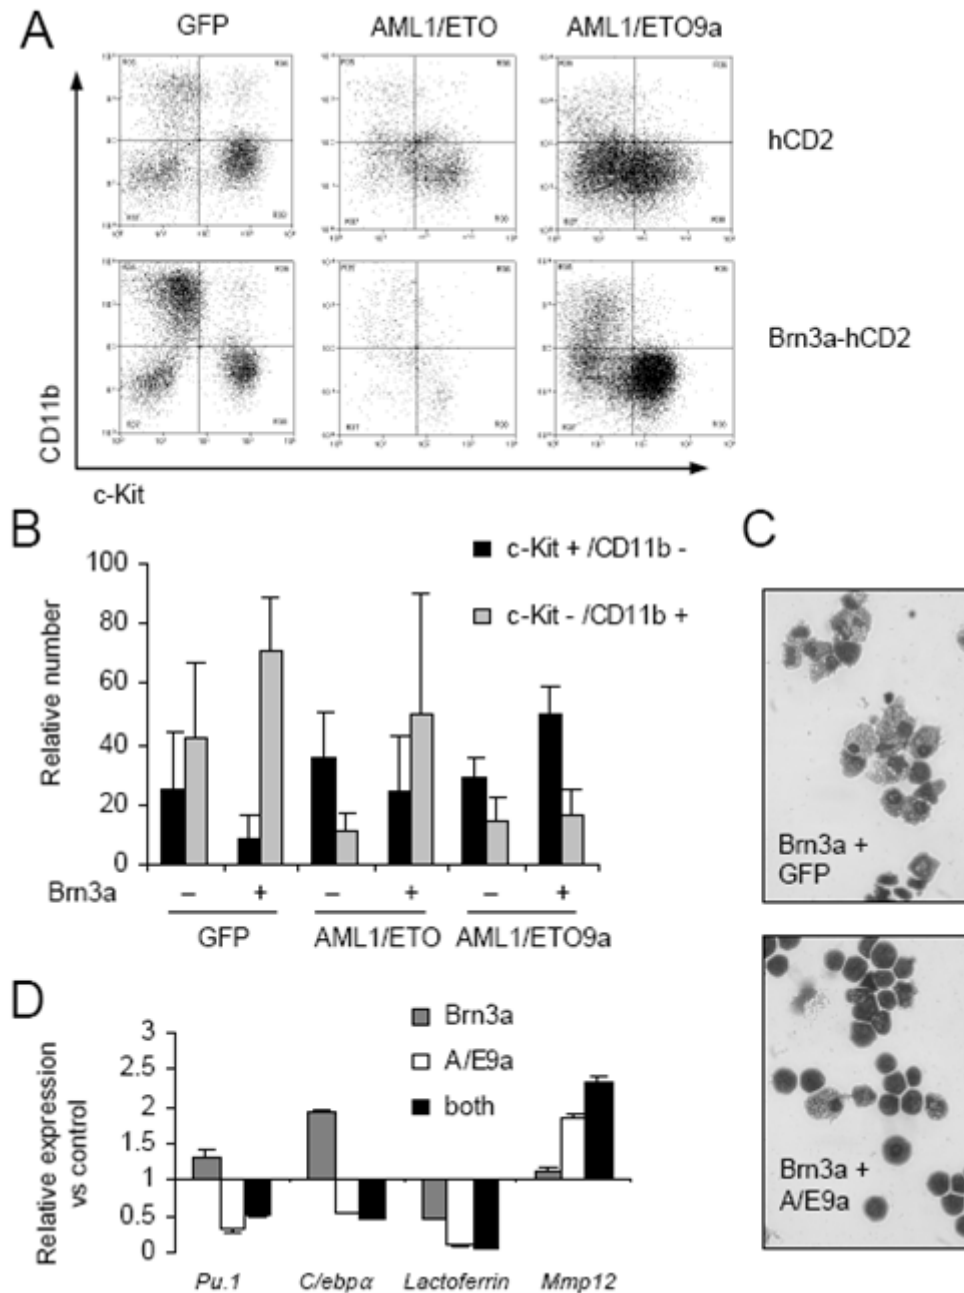 A
GFP AML1/ETO AML1/ETO9a
hCD2
Brn3a-hCD2
CD11b
c-Kit
B
c-Kit + /CD11b -
c-Kit - /CD11b +
Relative number
100
80
60
40
20
0
Brn3a - + - + - +
GFP AML1/ETO AML1/ETO9a
C
Brn3a +
GFP
Brn3a +
A/E9a
D
Brn3a
A/E9a
both
Relative expression
vs control
3
2.5
2
1.5
1
0.5
0
Pu.1 C/ebpα Lactoferrin Mmp12